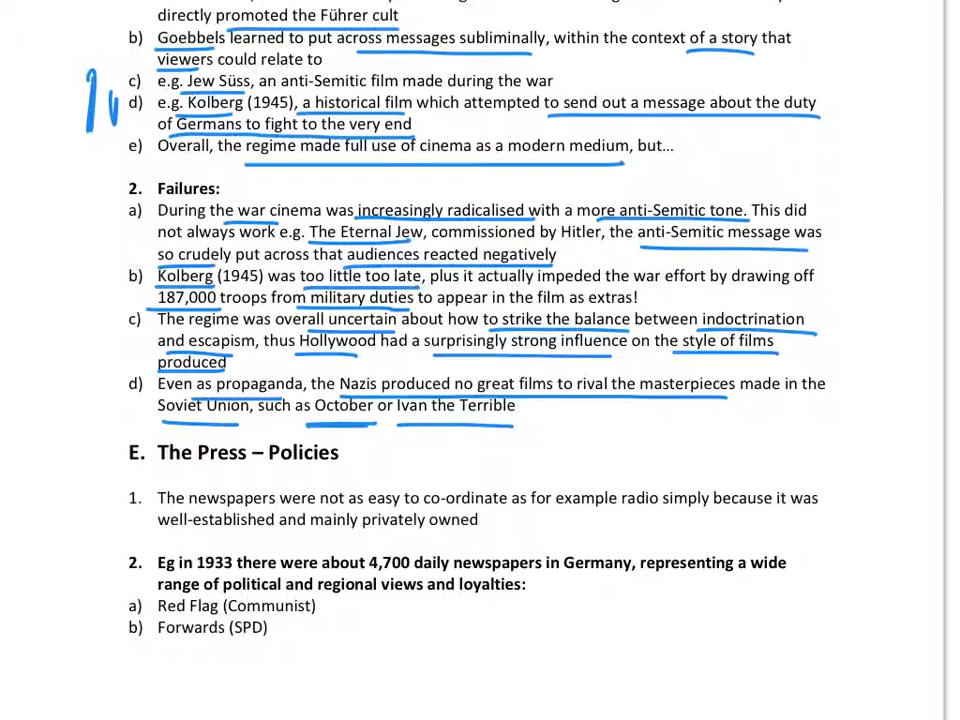 directly promoted the Führer cult
b) Goebbels learned to put across messages subliminally, within the context of a story that
viewers could relate to
c) e.g. Jew Süss, an anti-Semitic film made during the war
d) e.g. Kolberg (1945), a historical film which attempted to send out a message about the duty
of Germans to fight to the very end
e) Overall, the regime made full use of cinema as a modern medium, but...
2. Failures:
a) During the war cinema was increasingly radicalised with a more anti-Semitic tone. This did
not always work e.g. The Eternal Jew, commissioned by Hitler, the anti-Semitic message was
so crudely put across that audiences reacted negatively
b) Kolberg (1945) was too little too late, plus it actually impeded the war effort by drawing off
187,000 troops from military duties to appear in the film as extras!
c) The regime was overall uncertain about how to strike the balance between indoctrination
and escapism, thus Hollywood had a surprisingly strong influence on the style of films
produced
d) Even as propaganda, the Nazis produced no great films to rival the masterpieces made in the
Soviet Union, such as October or Ivan the Terrible
E. The Press – Policies
1. The newspapers were not as easy to co-ordinate as for example radio simply because it was
well-established and mainly privately owned
2. Eg in 1933 there were about 4,700 daily newspapers in Germany, representing a wide
range of political and regional views and loyalties:
a) Red Flag (Communist)
b) Forwards (SPD)